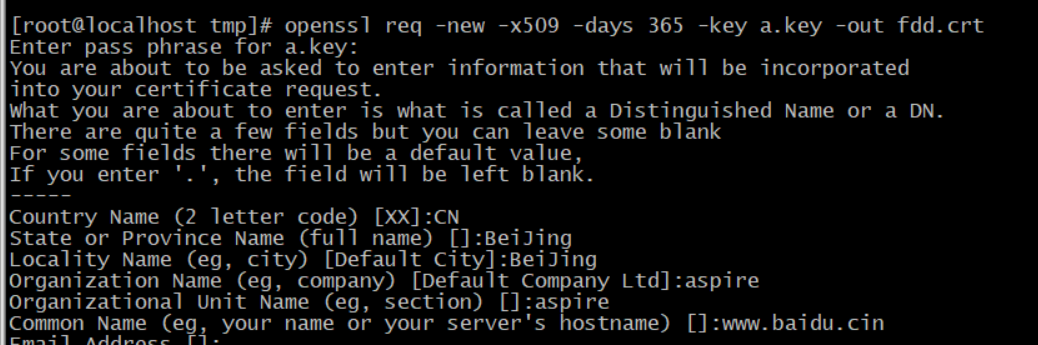 [root@localhost tmp]# openssl req -new -x509 -days 365 -key a.key -out fdd.crt
Enter pass phrase for a.key:
You are about to be asked to enter information that will be incorporated
into your certificate request.
What you are about to enter is what is called a Distinguished Name or a DN.
There are quite a few fields but you can leave some blank
For some fields there will be a default value,
If you enter '.', the field will be left blank.
-----
Country Name (2 letter code) [XX]:CN
State or Province Name (full name) []:BeiJing
Locality Name (eg, city) [Default City]:BeiJing
Organization Name (eg, company) [Default Company Ltd]:aspire
Organizational Unit Name (eg, section) []:aspire
Common Name (eg, your name or your server's hostname) []:www.baidu.cin
Email Address []: